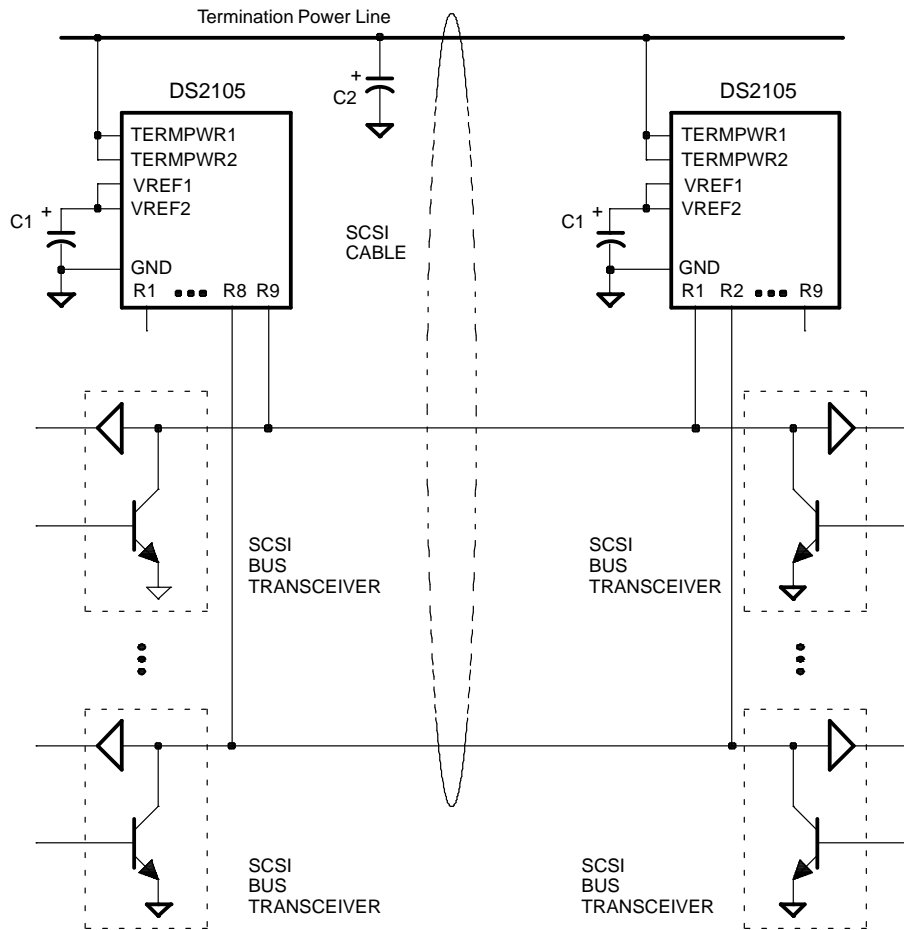 Termination Power Line
DS2105
+
C2
DS2105
TERMPWR1
TERMPWR2
VREF1
VREF2
+
C1
GND
R1 ●●● R8 R9
SCSI
CABLE
TERMPWR1
TERMPWR2
VREF1
VREF2
+
C1
GND
R1 R2 ●●● R9
SCSI
BUS
TRANSCEIVER
SCSI
BUS
TRANSCEIVER
SCSI
BUS
TRANSCEIVER
SCSI
BUS
TRANSCEIVER